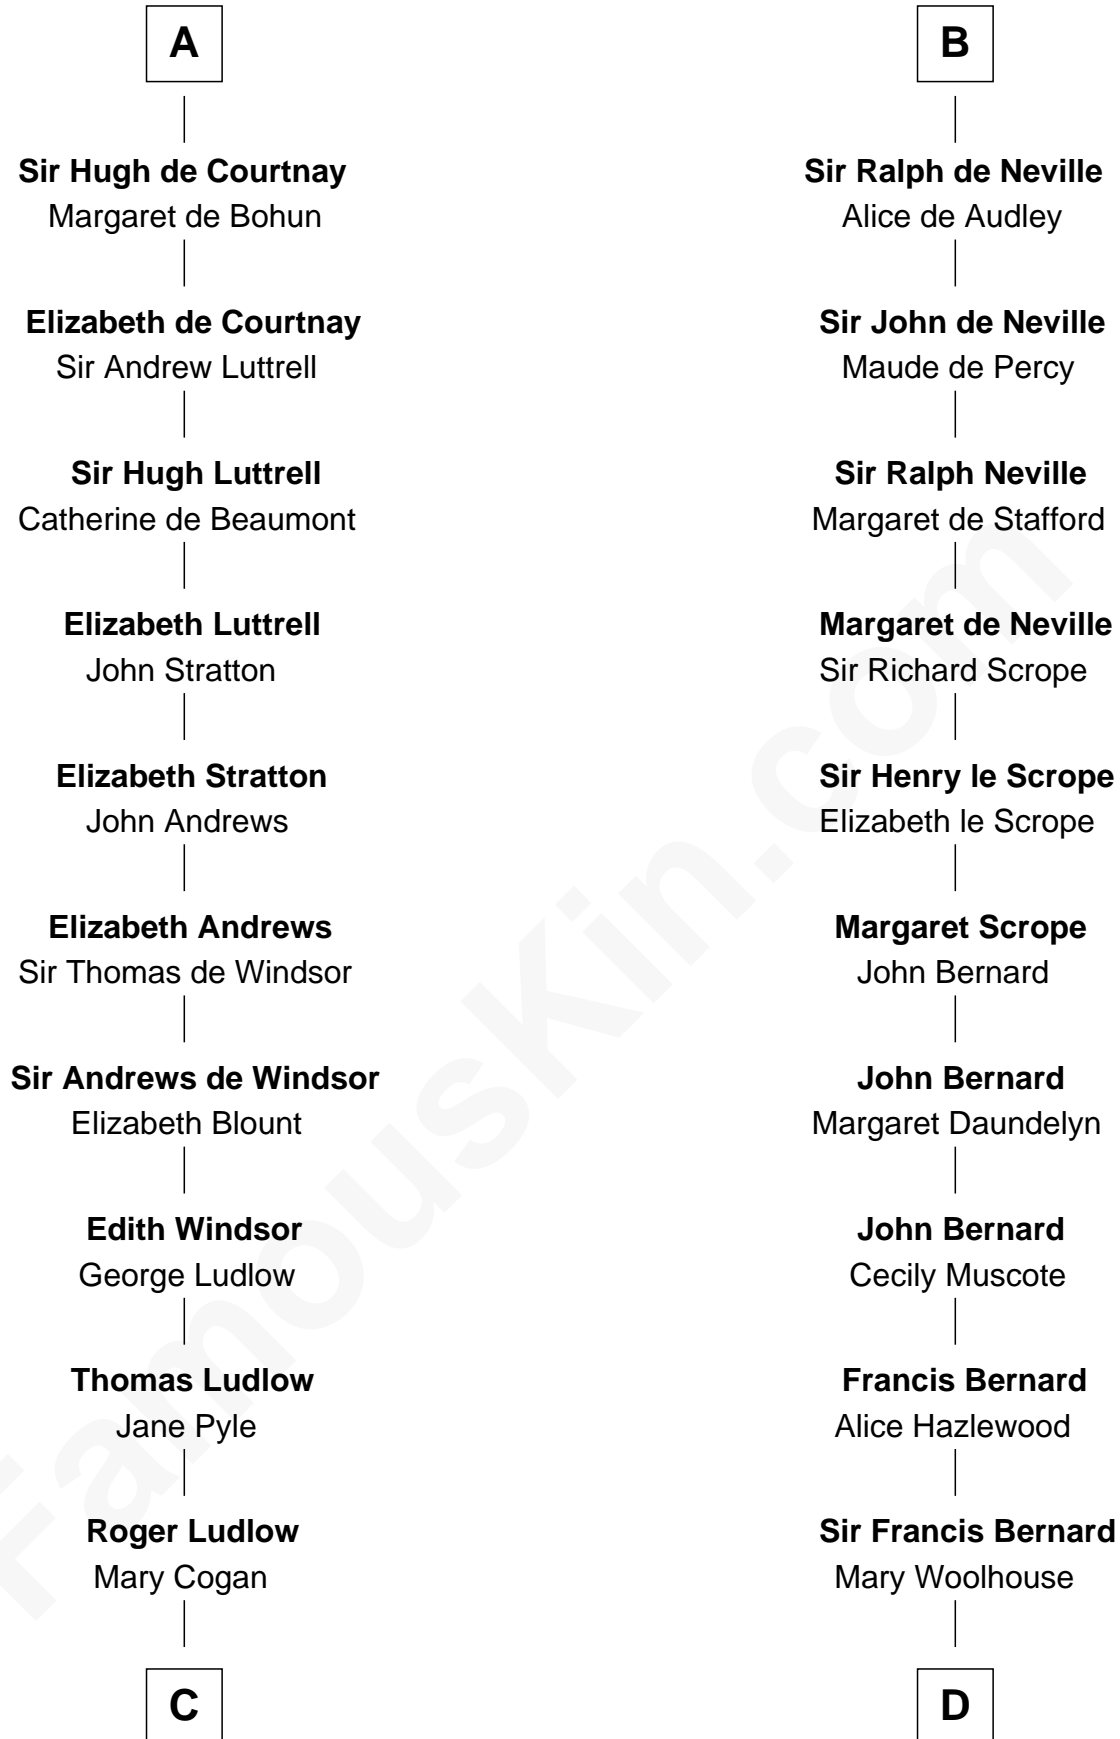 A
Sir Hugh de Courtnay
Margaret de Bohun
Elizabeth de Courtnay
Sir Andrew Luttrell
Sir Hugh Luttrell
Catherine de Beaumont
Elizabeth Luttrell
John Stratton
Elizabeth Stratton
John Andrews
Elizabeth Andrews
Sir Thomas de Windsor
Sir Andrews de Windsor
Elizabeth Blount
Edith Windsor
George Ludlow
Thomas Ludlow
Jane Pyle
Roger Ludlow
Mary Cogan
C
B
Sir Ralph de Neville
Alice de Audley
Sir John de Neville
Maude de Percy
Sir Ralph Neville
Margaret de Stafford
Margaret de Neville
Sir Richard Scrope
Sir Henry le Scrope
Elizabeth le Scrope
Margaret Scrope
John Bernard
John Bernard
Margaret Daundelyn
John Bernard
Cecily Muscote
Francis Bernard
Alice Hazlewood
Sir Francis Bernard
Mary Woolhouse
D
FamousKin.com